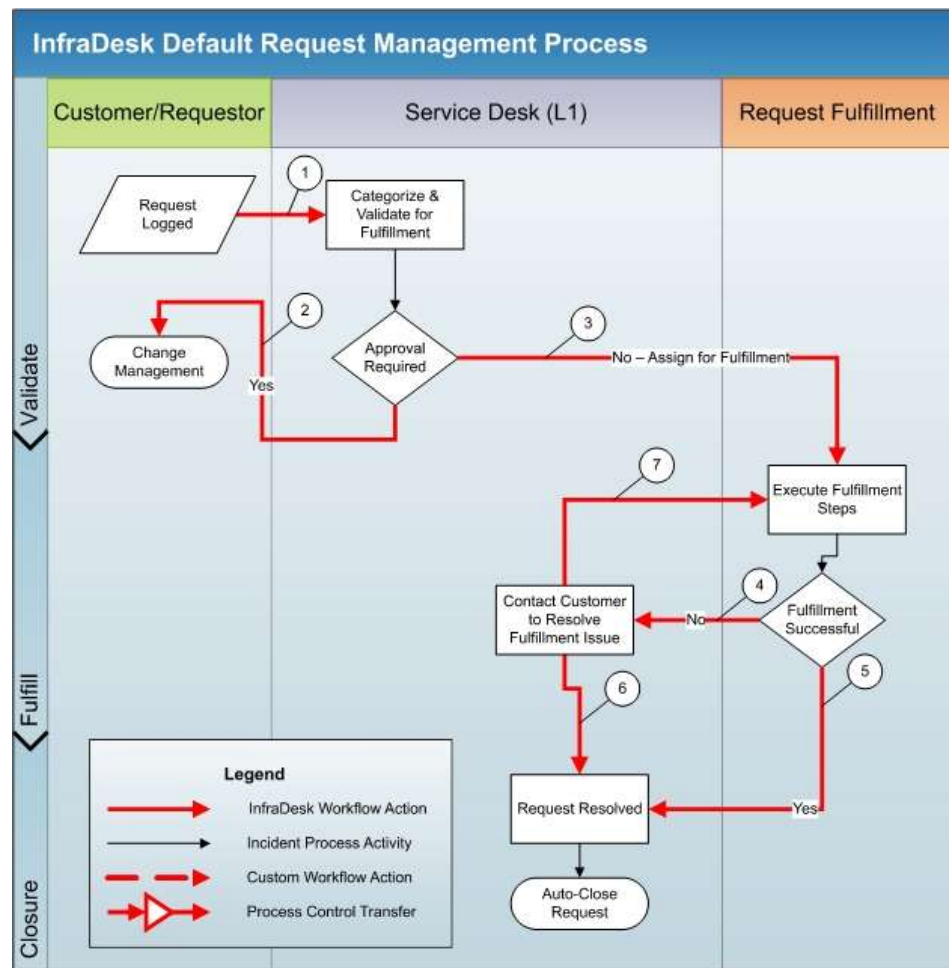 InfraDesk Default Request Management Process
Customer/Requestor
Service Desk (L1)
Request Fulfillment
Validate
Fulfill
Closure
Request
Logged
1
Categorize &
Validate for
Fulfillment
2
Change
Management
Yes
Approval
Required
3
No – Assign for Fulfillment
7
Execute Fulfillment
Steps
Contact Customer
to Resolve
Fulfillment Issue
4
No
Fulfillment
Successful
5
6
Request Resolved
Yes
Auto-Close
Request
Legend
InfraDesk Workflow Action
Incident Process Activity
Custom Workflow Action
Process Control Transfer